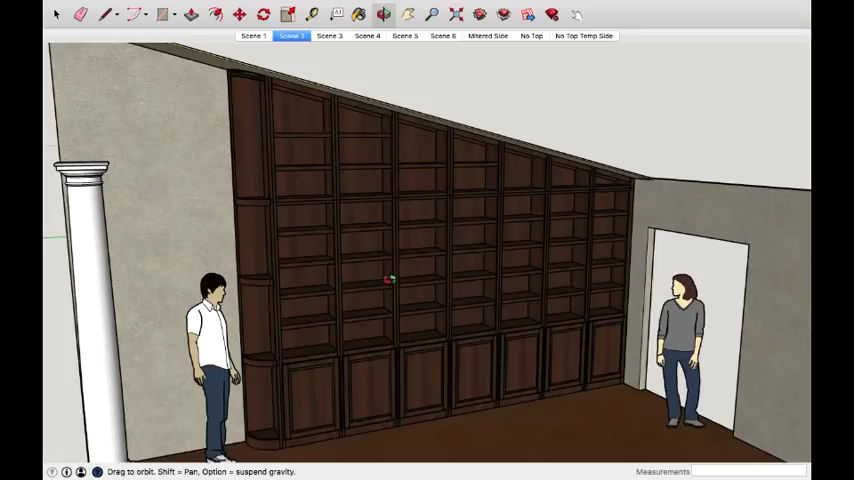 A1
Scene 1 Scene 2 Scene 3 Scene 4 Scene 5 Scene 6 Mitered Side No Top No Top Temp Side
Drag to orbit. Shift = Pan, Option = suspend gravity.
Measurements